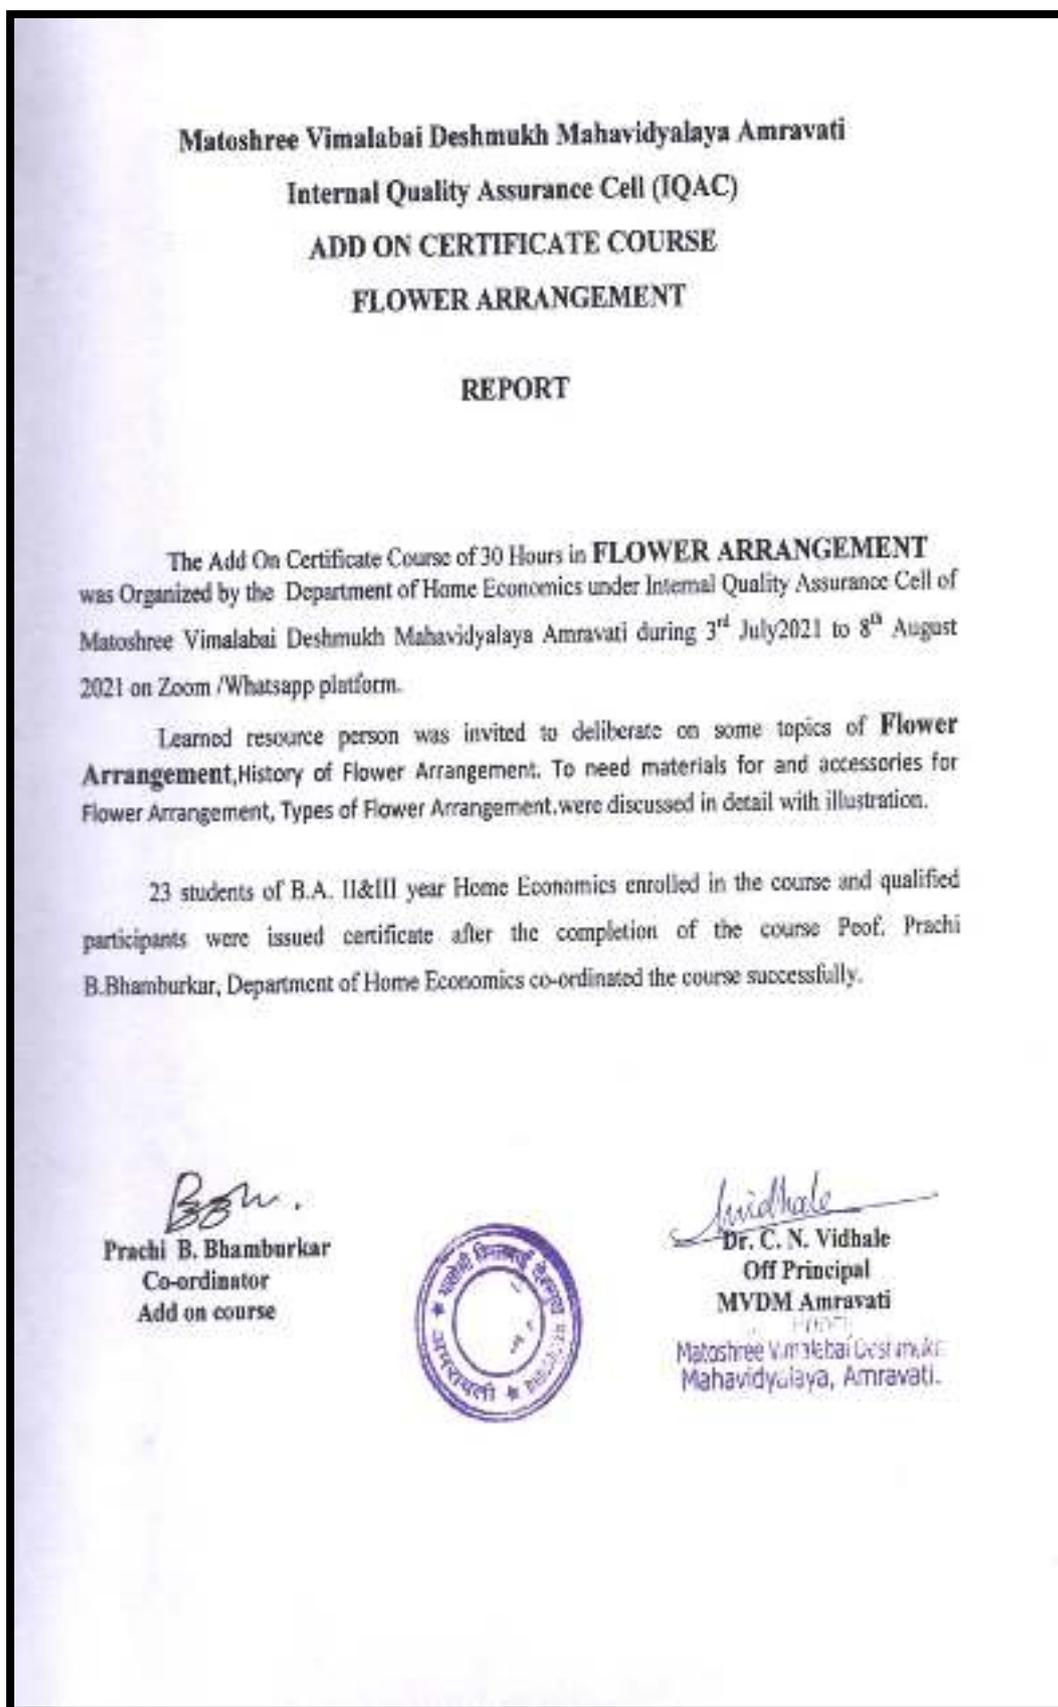 Matoshree Vimalabai Deshmukh Mahavidyalaya Amravati
Internal Quality Assurance Cell (IQAC)
ADD ON CERTIFICATE COURSE
FLOWER ARRANGEMENT
REPORT
The Add On Certificate Course of 30 Hours in FLOWER ARRANGEMENT
was Organized by the Department of Home Economics under Internal Quality Assurance Cell of
Matoshree Vimalabai Deshmukh Mahavidyalaya Amravati during 3rd July2021 to 8th August
2021 on Zoom /Whatsapp platform.
Learned resource person was invited to deliberate on some topics of Flower
Arrangement,History of Flower Arrangement. To need materials for and accessories for
Flower Arrangement, Types of Flower Arrangement.were discussed in detail with illustration.
23 students of B.A. II&III year Home Economics enrolled in the course and qualified
participants were issued certificate after the completion of the course Peof. Prachi
B.Bhamburkar, Department of Home Economics co-ordinated the course successfully.
Prachi B. Bhamburkar
Co-ordinator
Add on course
अमरावती
Dr. C. N. Vidhale
Off Principal
MVDM Amravati
Matoshree Vimalabai Deshmukh
Mahavidyalaya, Amravati.